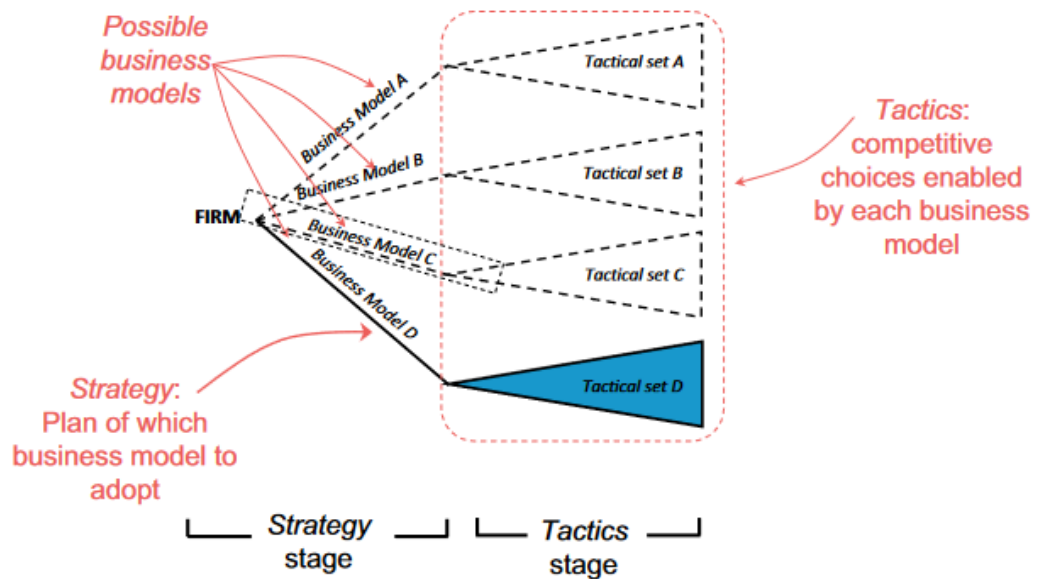 Possible
business
models
Business Model A
Tactical set A
Business Model B
Tactical set B
FIRM
Business Model C
Tactical set C
Business Model D
Tactical set D
Tactics:
competitive
choices enabled
by each business
model
Strategy:
Plan of which
business model to
adopt
Strategy
stage
Tactics
stage